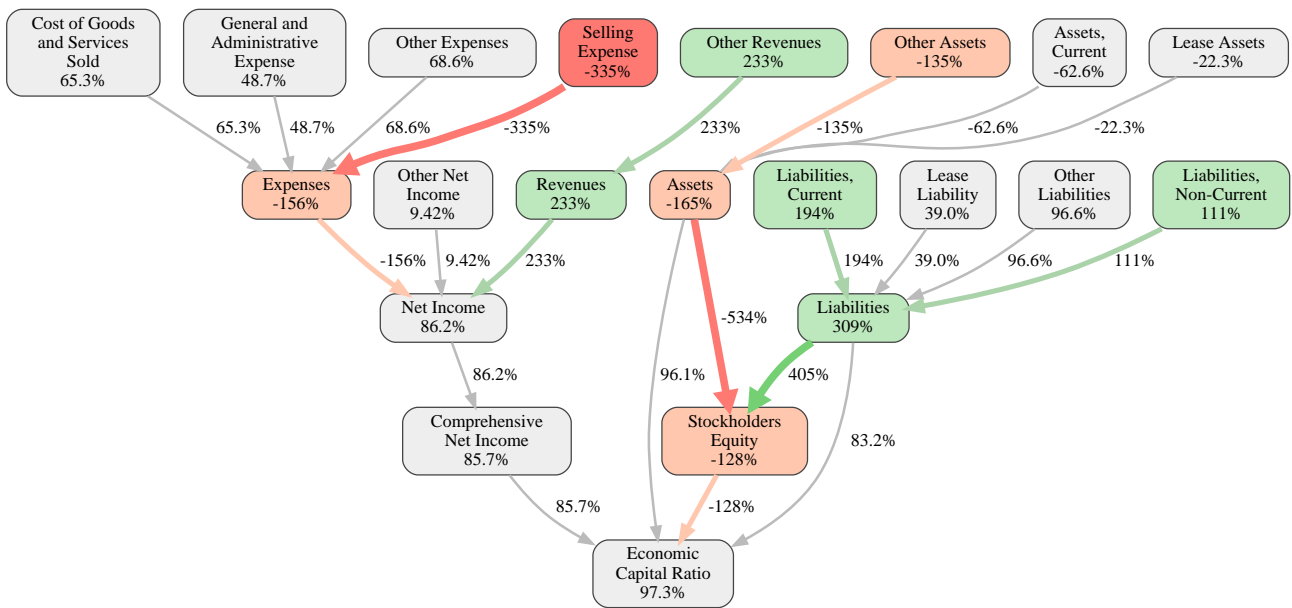 Cost of Goods
and Services
Sold
65.3%
General and
Administrative
Expense
48.7%
Other Expenses
68.6%
Selling
Expense
-335%
Other Revenues
233%
Other Assets
-135%
Assets,
Current
-62.6%
Lease Assets
-22.3%
65.3%
48.7%
68.6%
-335%
233%
-135%
-62.6%
-22.3%
Expenses
-156%
Other Net
Income
9.42%
Revenues
233%
Assets
-165%
Liabilities,
Current
194%
Lease
Liability
39.0%
Other
Liabilities
96.6%
Liabilities,
Non-Current
111%
-156%
9.42%
233%
194%
39.0%
96.6%
111%
Net Income
86.2%
-534%
Liabilities
309%
86.2%
96.1%
405%
83.2%
Comprehensive
Net Income
85.7%
Stockholders
Equity
-128%
85.7%
-128%
Economic
Capital Ratio
97.3%